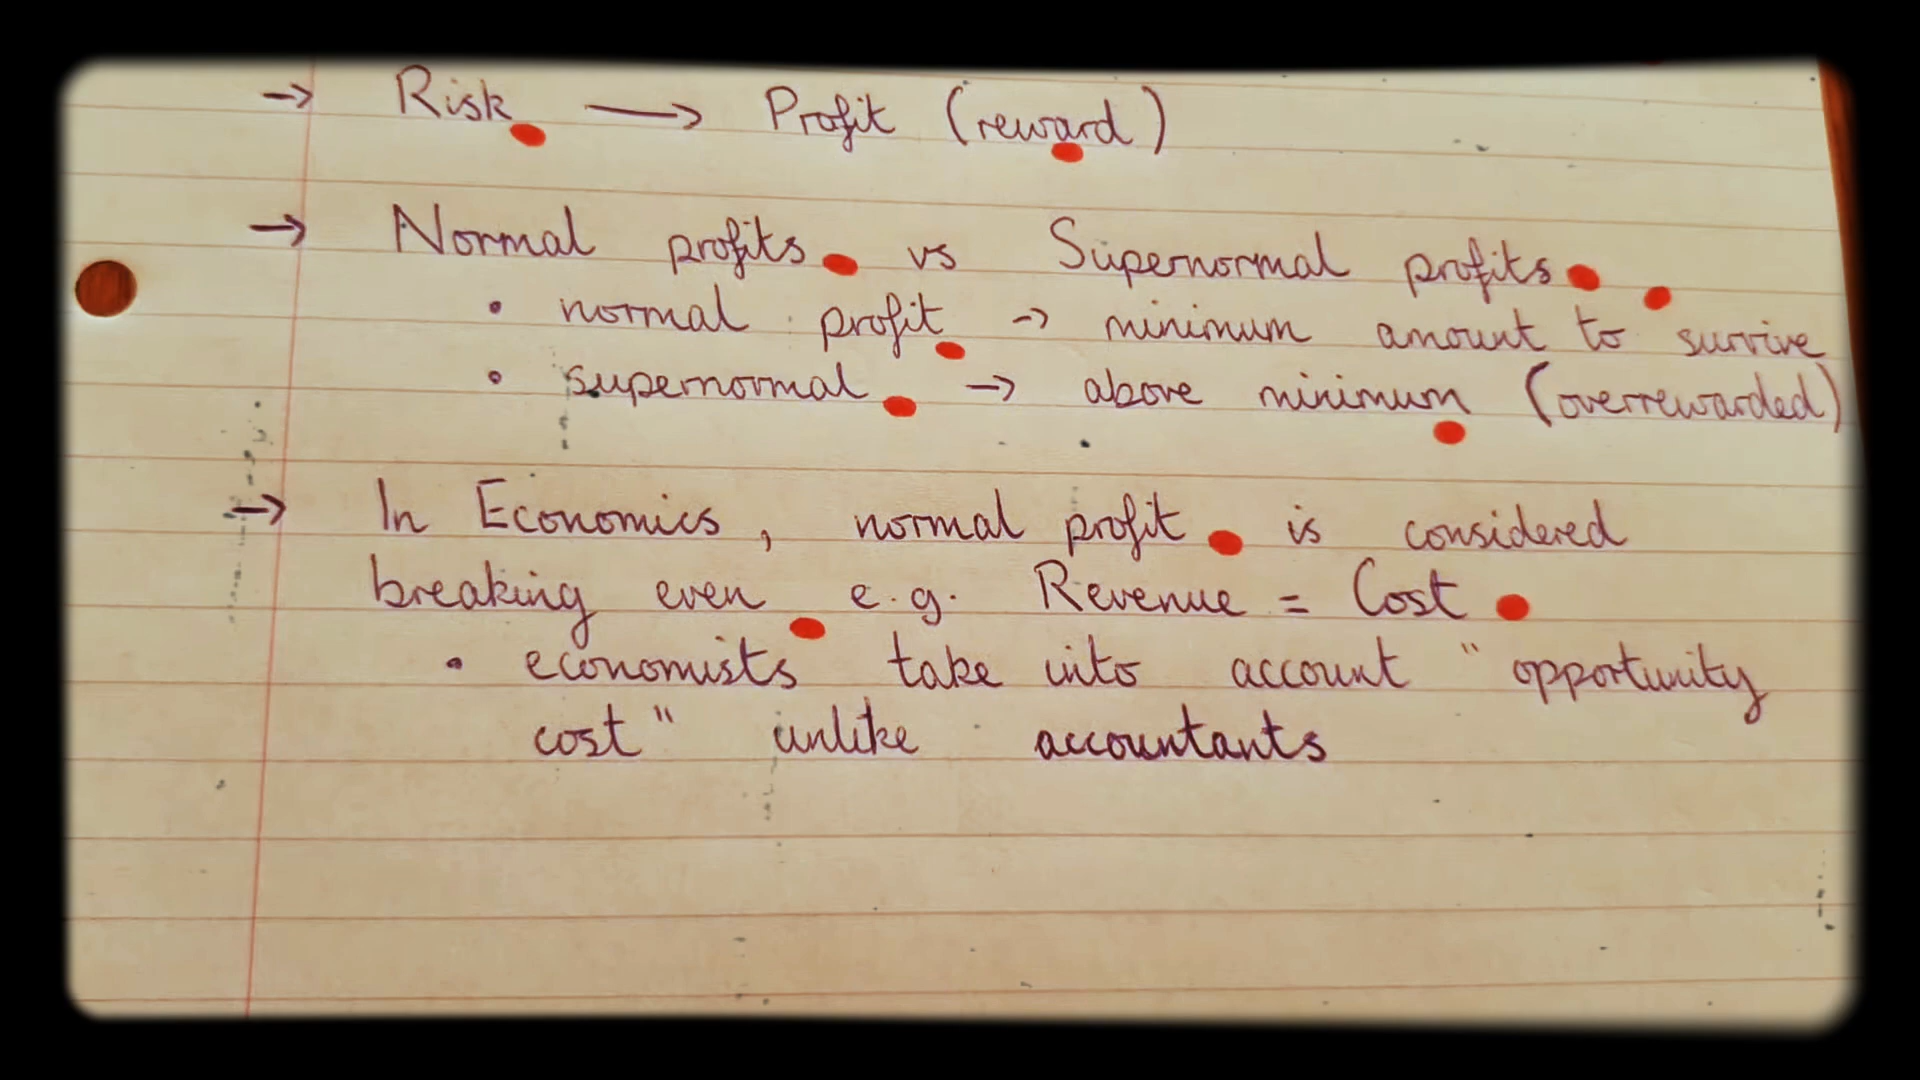 → Risk → Profit (reward)
→ Normal profits vs Supernormal profits
• normal profit → minimum amount to survive
• supernormal → above minimum (overrewarded)
→ In Economics, normal profit is considered
breaking even e.g. Revenue = Cost
• economists take into account "opportunity
cost" unlike accountants